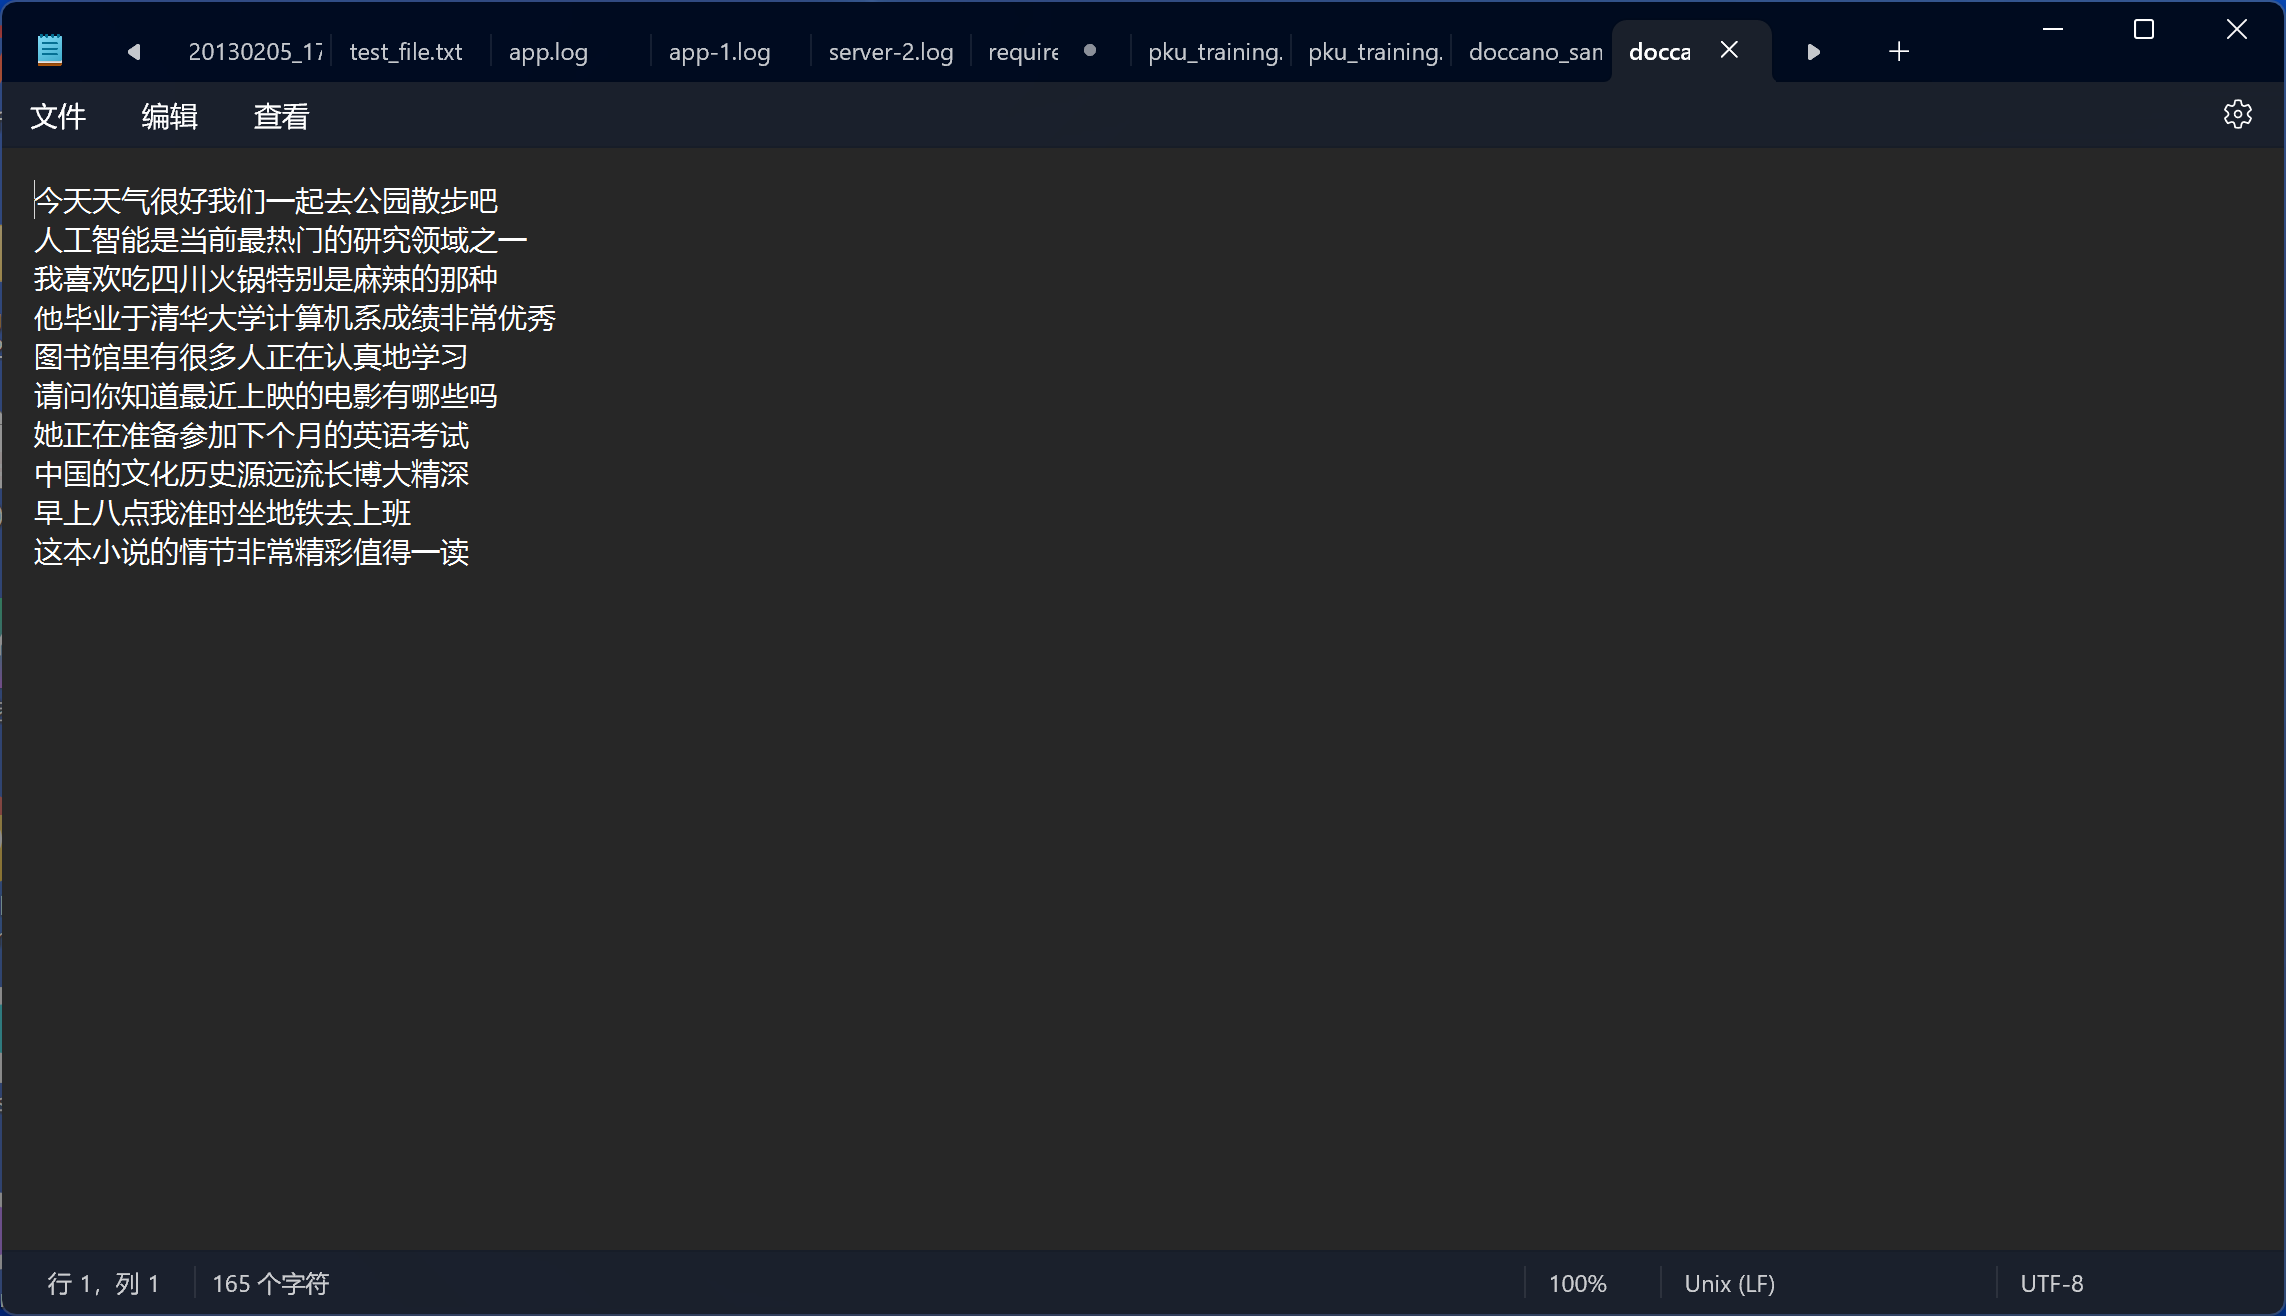 20130205_17 test_file.txt app.log app-1.log server-2.log require pku_training. pku_training. doccano_san docca
文件 编辑 查看
今天天气很好我们一起去公园散步吧
人工智能是当前最热门的研究领域之一
我喜欢吃四川火锅特别是麻辣的那种
他毕业于清华大学计算机系成绩非常优秀
图书馆里有很多人正在认真地学习
请问你知道最近上映的电影有哪些吗
她正在准备参加下个月的英语考试
中国的文化历史源远流长博大精深
早上八点我准时坐地铁去上班
这本小说的情节非常精彩值得一读
行 1，列 1 165 个字符 100% Unix (LF) UTF-8